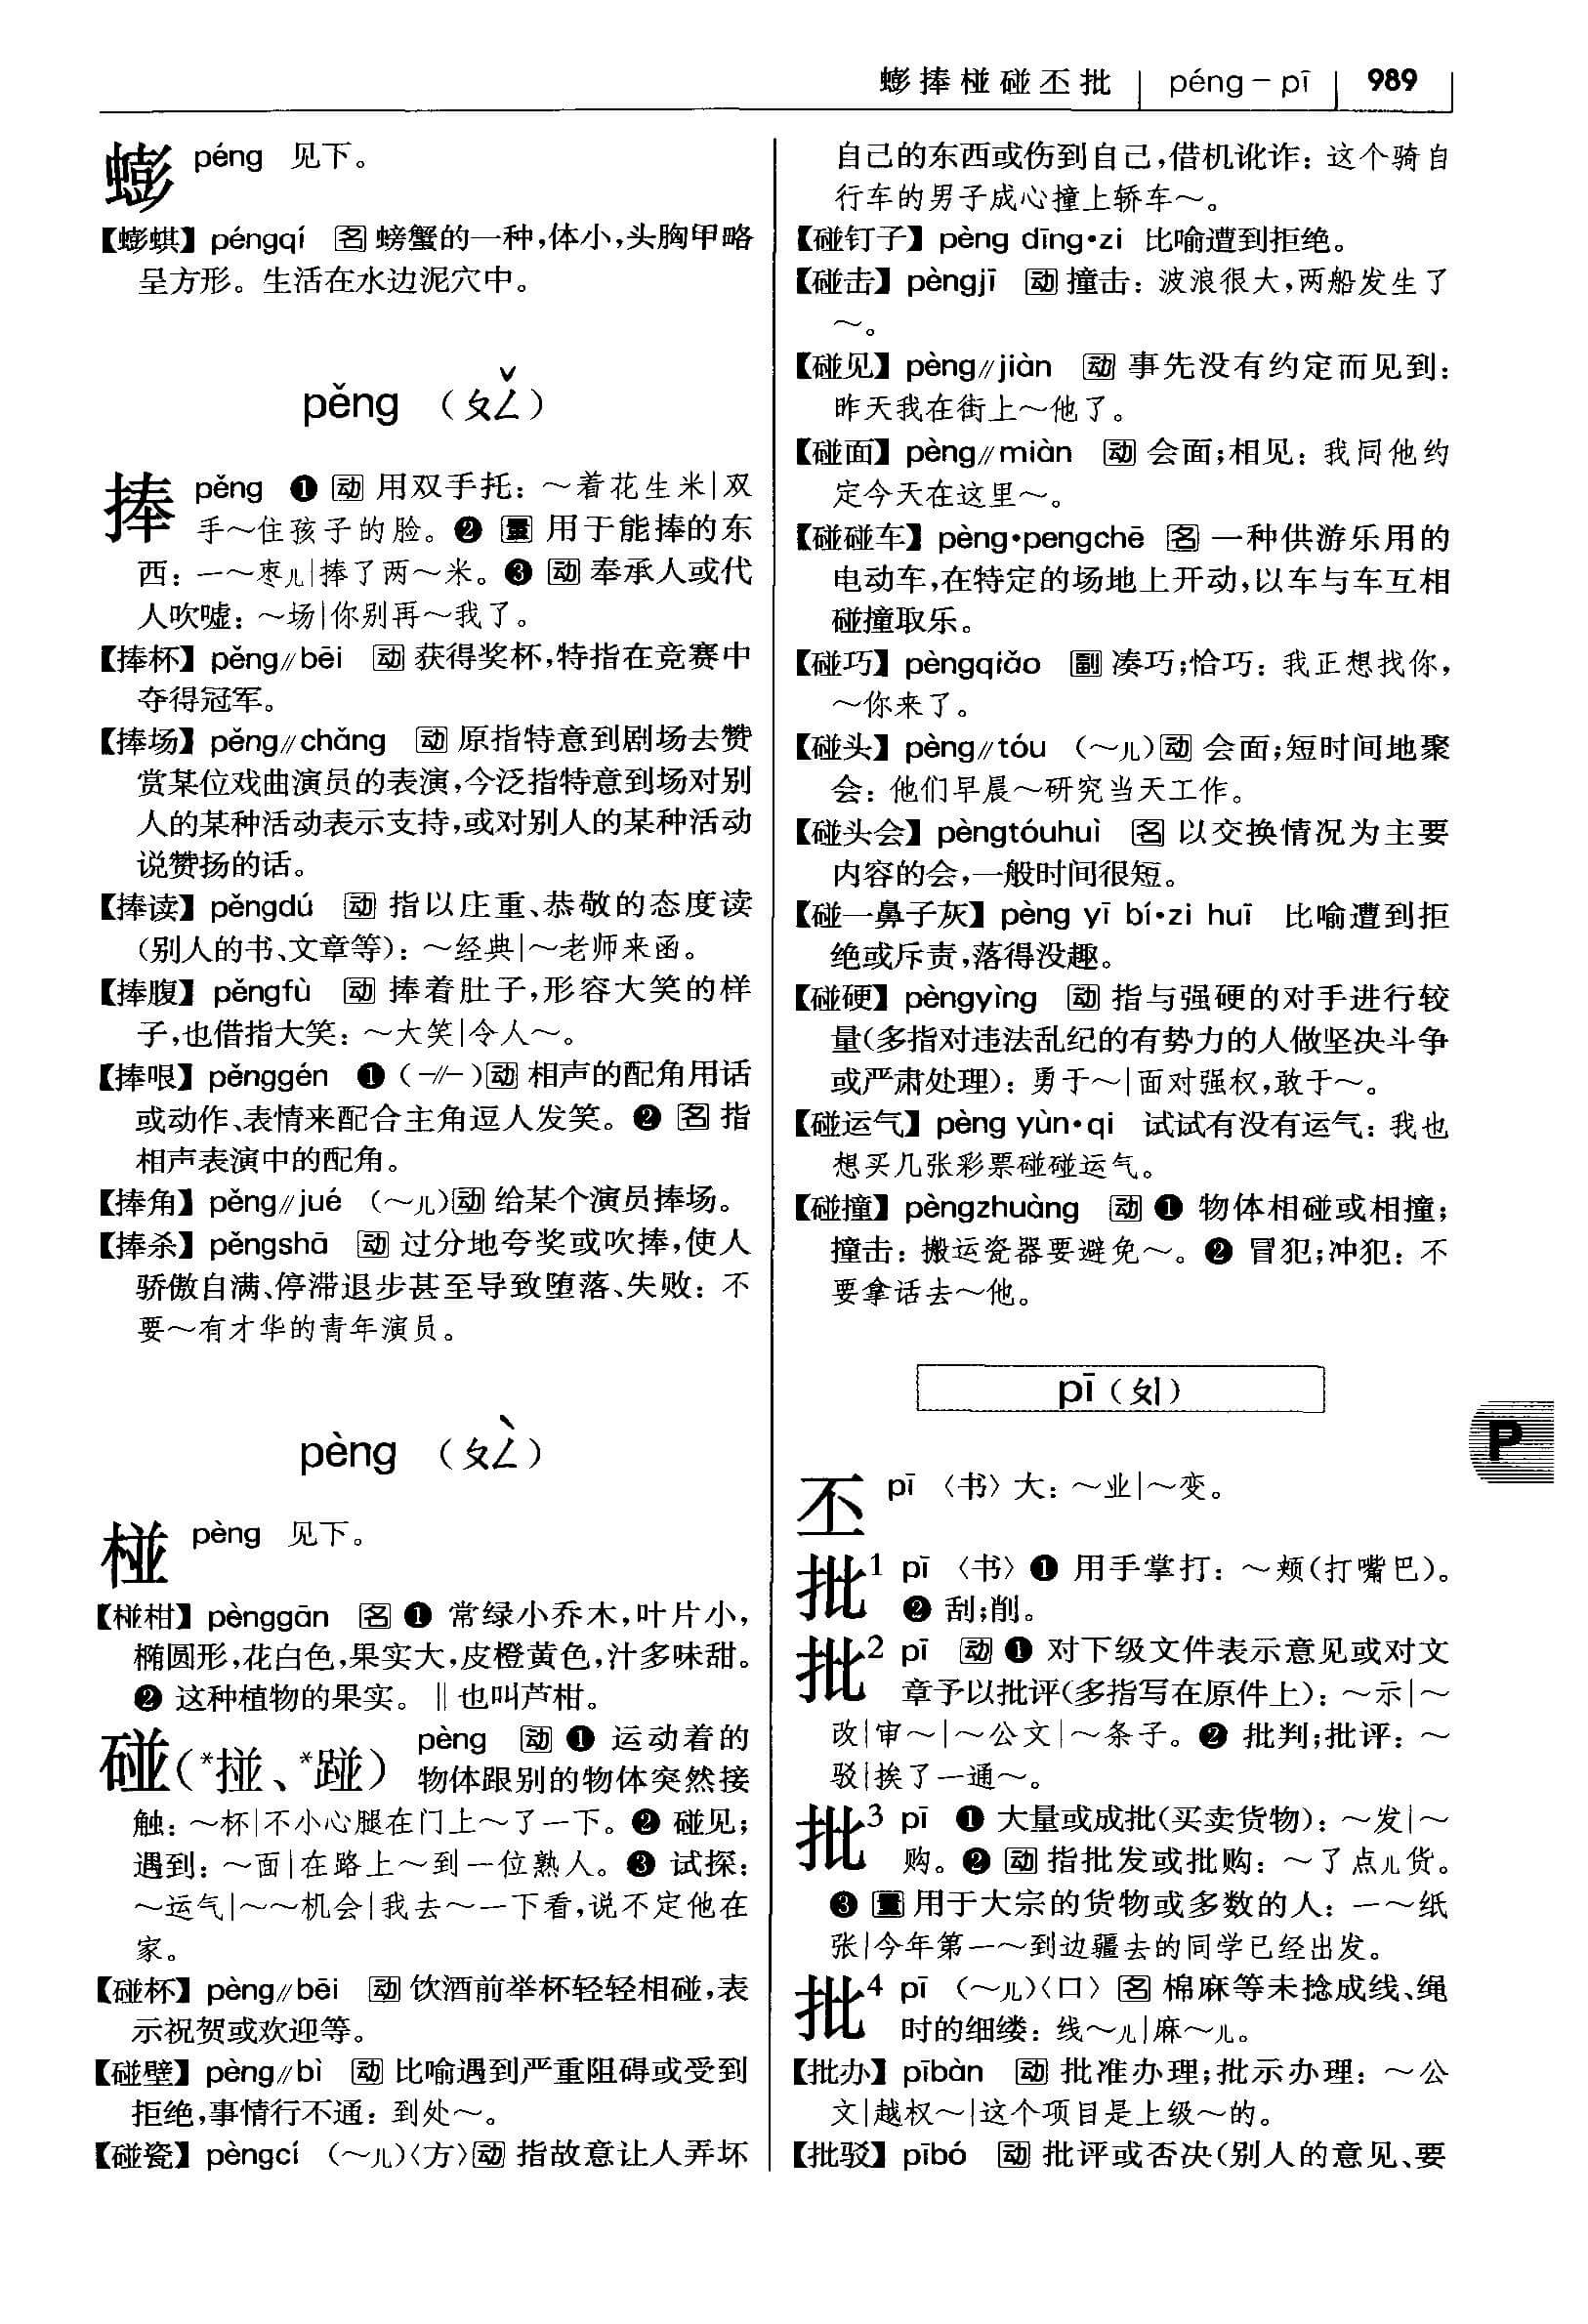 蟛捧椪碰丕批 péng－pī 989
蟛 péng 见下。
【蟛蜞】péngqí 名 螃蟹的一种,体小,头胸甲略
呈方形。生活在水边泥穴中。
pěng （ㄆㄥˇ）
捧 pěng ❶ 动 用双手托：～着花生米|双
手～住孩子的脸。❷ 量 用于能捧的东
西：一～枣儿|捧了两～米。❸ 动 奉承人或代
人吹嘘：～场|你别再～我了。
【捧杯】pěng//bēi 动 获得奖杯,特指在竞赛中
夺得冠军。
【捧场】pěng//chǎng 动 原指特意到剧场去赞
赏某位戏曲演员的表演,今泛指特意到场对别
人的某种活动表示支持,或对别人的某种活动
说赞扬的话。
【捧读】pěngdú 动 指以庄重、恭敬的态度读
（别人的书、文章等）：～经典|～老师来函。
【捧腹】pěngfù 动 捧着肚子,形容大笑的样
子,也借指大笑：～大笑|令人～。
【捧哏】pěnggén ❶（-//-）动 相声的配角用话
或动作、表情来配合主角逗人发笑。❷ 名 指
相声表演中的配角。
【捧角】pěng//jué （～儿）动 给某个演员捧场。
【捧杀】pěngshā 动 过分地夸奖或吹捧,使人
骄傲自满、停滞退步甚至导致堕落、失败：不
要～有才华的青年演员。
pèng （ㄆㄥˋ）
椪 pèng 见下。
【椪柑】pènggān 名 ❶ 常绿小乔木,叶片小,
椭圆形,花白色,果实大,皮橙黄色,汁多味甜。
❷ 这种植物的果实。‖也叫芦柑。
碰（*掽、*踫） pèng 动 ❶ 运动着的
物体跟别的物体突然接
触：～杯|不小心腿在门上～了一下。❷ 碰见;
遇到：～面|在路上～到一位熟人。❸ 试探：
～运气|～～机会|我去～一下看,说不定他在
家。
【碰杯】pèng//bēi 动 饮酒前举杯轻轻相碰,表
示祝贺或欢迎等。
【碰壁】pèng//bì 动 比喻遇到严重阻碍或受到
拒绝,事情行不通：到处～。
【碰瓷】pèngcí （～儿）〈方〉动 指故意让人弄坏
自己的东西或伤到自己,借机讹诈：这个骑自
行车的男子成心撞上轿车～。
【碰钉子】pèng dīng•zi 比喻遭到拒绝。
【碰击】pèngjī 动 撞击：波浪很大,两船发生了
～。
【碰见】pèng//jiàn 动 事先没有约定而见到：
昨天我在街上～他了。
【碰面】pèng//miàn 动 会面;相见：我同他约
定今天在这里～。
【碰碰车】pèng•pengchē 名 一种供游乐用的
电动车,在特定的场地上开动,以车与车互相
碰撞取乐。
【碰巧】pèngqiǎo 副 凑巧;恰巧：我正想找你,
～你来了。
【碰头】pèng//tóu （～儿）动 会面;短时间地聚
会：他们早晨～研究当天工作。
【碰头会】pèngtóuhuì 名 以交换情况为主要
内容的会,一般时间很短。
【碰一鼻子灰】pèng yī bí•zi huī 比喻遭到拒
绝或斥责,落得没趣。
【碰硬】pèngyìng 动 指与强硬的对手进行较
量（多指对违法乱纪的有势力的人做坚决斗争
或严肃处理）：勇于～|面对强权,敢于～。
【碰运气】pèng yùn•qi 试试有没有运气：我也
想买几张彩票碰碰运气。
【碰撞】pèngzhuàng 动 ❶ 物体相碰或相撞;
撞击：搬运瓷器要避免～。❷ 冒犯;冲犯：不
要拿话去～他。
pī（ㄆㄧ）
P
丕 pī 〈书〉大：～业|～变。
批1 pī 〈书〉❶ 用手掌打：～颊（打嘴巴）。
❷ 刮;削。
批2 pī 动 ❶ 对下级文件表示意见或对文
章予以批评（多指写在原件上）：～示|～
改|审～|～公文|～条子。❷ 批判;批评：～
驳|挨了一通～。
批3 pī ❶ 大量或成批（买卖货物）：～发|～
购。❷ 动 指批发或批购：～了点儿货。
❸ 量 用于大宗的货物或多数的人：一～纸
张|今年第一～到边疆去的同学已经出发。
批4 pī （～儿）〈口〉名 棉麻等未捻成线、绳
时的细缕：线～儿|麻～儿。
【批办】pībàn 动 批准办理;批示办理：～公
文|越权～|这个项目是上级～的。
【批驳】pībó 动 批评或否决（别人的意见、要